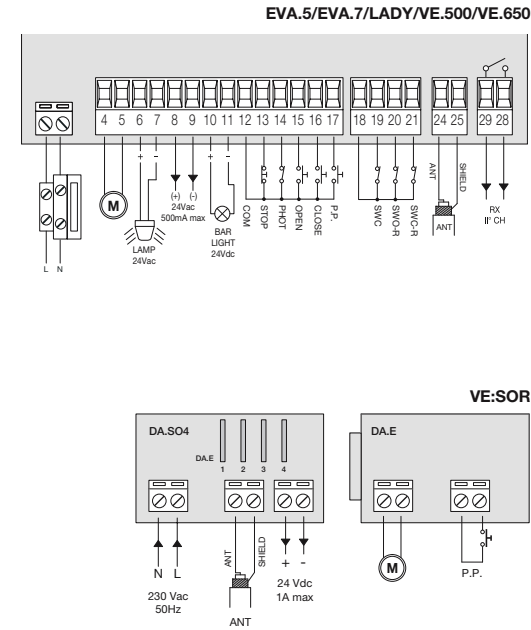 EVA.5/EVA.7/LADY/VE.500/VE.650
4 5 6 7 8 9 10 11 12 13 14 15 16 17 18 19 20 21 24 25 29 28
+ - + -
M
(+) (-)
24Vac
500mA max
LAMP
24Vac
BAR
LIGHT
24Vdc
COM
STOP
PHOT
OPEN
CLOSE
P.P.
SWC
SWO-R
SWC-R
ANT
SHIELD
ANT
RX
II° CH
L N
VE:SOR
DA.SO4
DA.E
1 2 3 4
N L
230 Vac
50Hz
ANT
SHIELD
ANT
+ -
24 Vdc
1A max
DA.E
M
P.P.